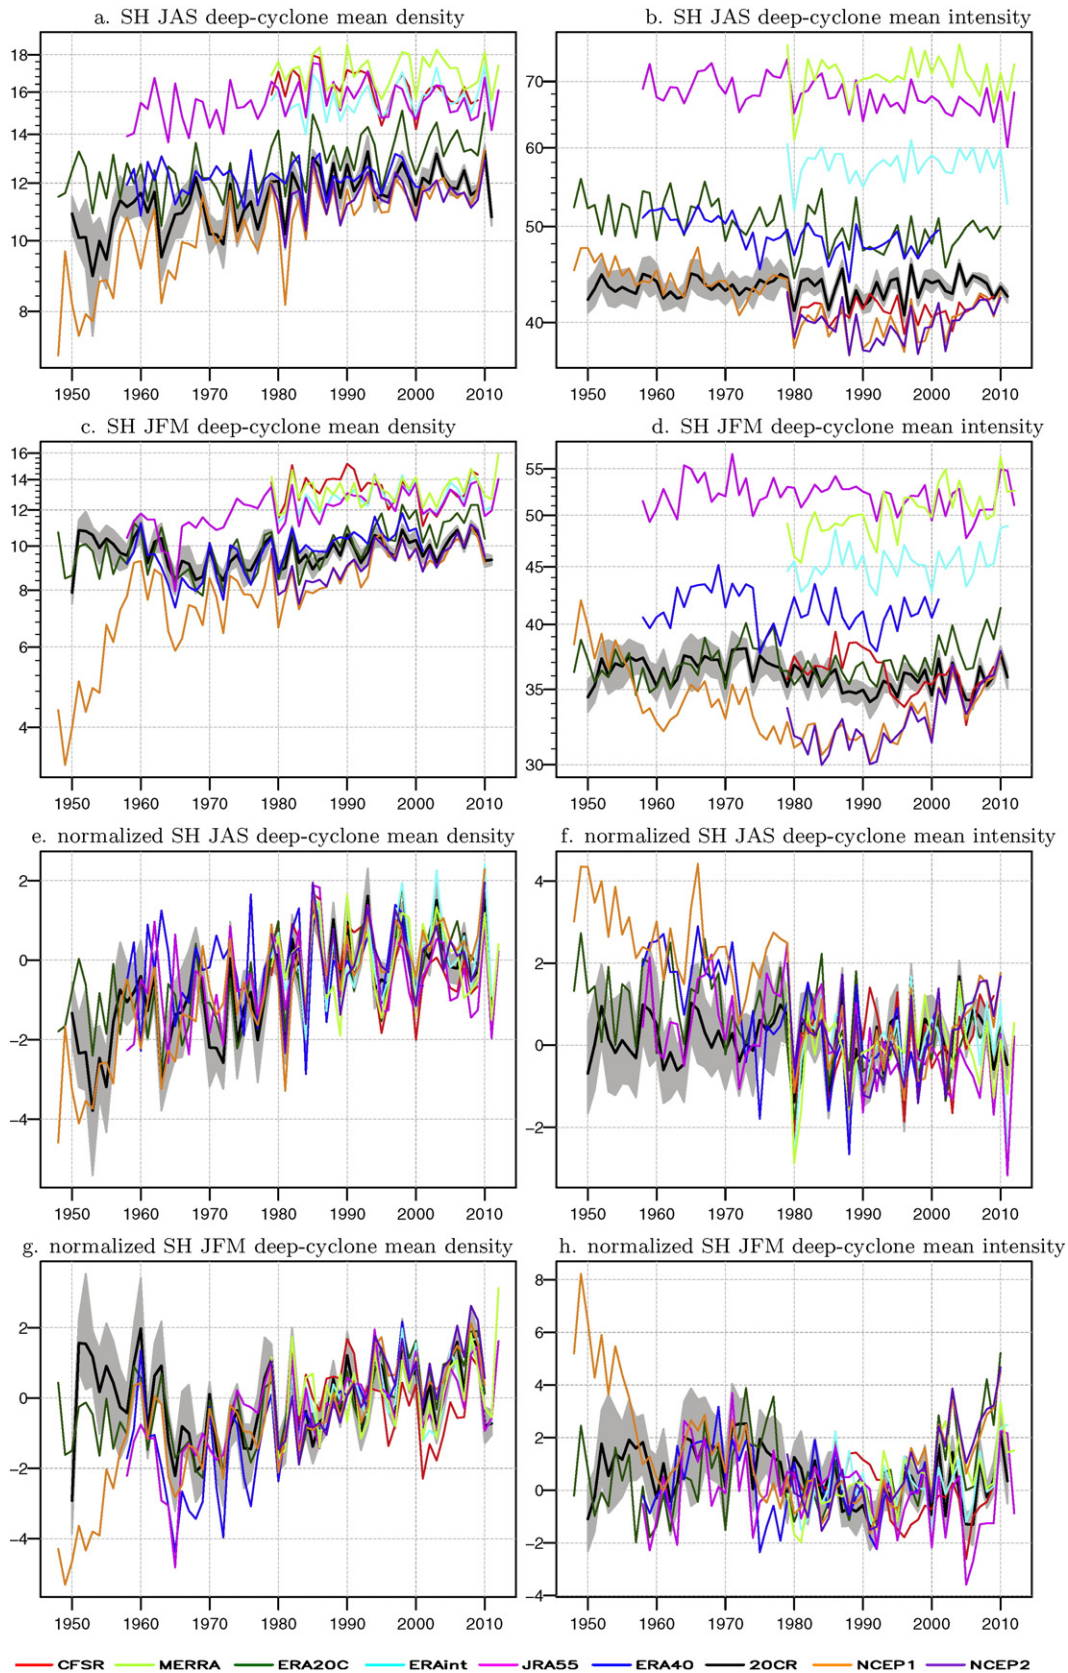 a. SH JAS deep-cyclone mean density
18
16
14
12
10
8
1950 1960 1970 1980 1990 2000 2010
b. SH JAS deep-cyclone mean intensity
70
60
50
40
1950 1960 1970 1980 1990 2000 2010
c. SH JFM deep-cyclone mean density
16
14
12
10
8
6
4
1950 1960 1970 1980 1990 2000 2010
d. SH JFM deep-cyclone mean intensity
55
50
45
40
35
30
1950 1960 1970 1980 1990 2000 2010
e. normalized SH JAS deep-cyclone mean density
2
0
−2
−4
1950 1960 1970 1980 1990 2000 2010
f. normalized SH JAS deep-cyclone mean intensity
4
2
0
−2
1950 1960 1970 1980 1990 2000 2010
g. normalized SH JFM deep-cyclone mean density
2
0
−2
−4
1950 1960 1970 1980 1990 2000 2010
h. normalized SH JFM deep-cyclone mean intensity
8
6
4
2
0
−2
−4
1950 1960 1970 1980 1990 2000 2010
CFSR MERRA ERA20C ERAint JRA55 ERA40 20CR NCEP1 NCEP2